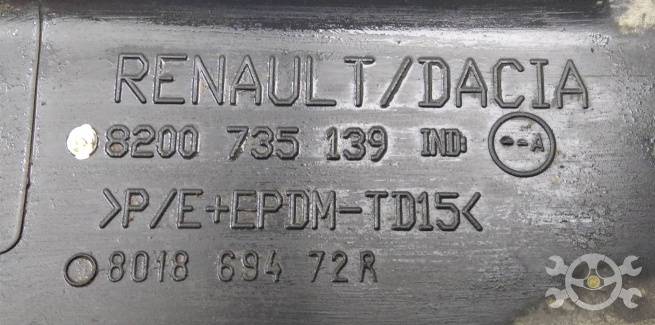 RENAULT/DACIA
8200 735 139 IND: --A
>P/E+EPDM-TD15<
8018 694 72R